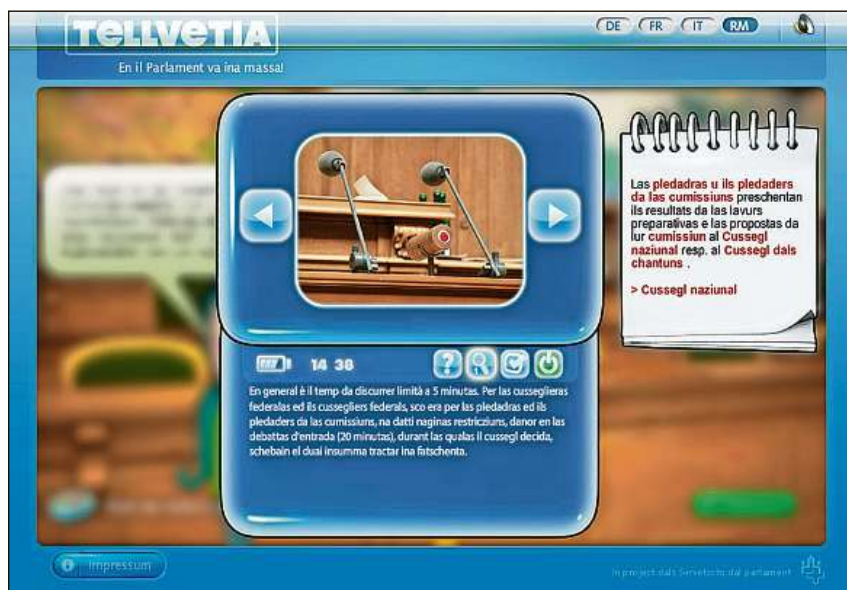 TELLVETIA
DE FR IT RM
En il Parlament va ina massa!
Las pledadras u ils pledaders
da las cumissiuns preschentan
ils resultats da las lavurs
preparativas e las propostas da
lur cumissiun al Cussegl
naziunal resp. al Cussegl dals
chantuns .
> Cussegl naziunal
14 38
En general è il temp da discurrer limità a 5 minutas. Per las cusseglieras
federalas ed ils cussegliers federals, sco era per las pledadras ed ils
pledaders da las cumissiuns, na datti naginas restricziuns, danor en las
debattas d'entrada (20 minutas), durant las qualas il cussegl decida,
schebain el duai insumma tractar ina fatschenta.
Impressum
In project dals Servetschs dal parlament